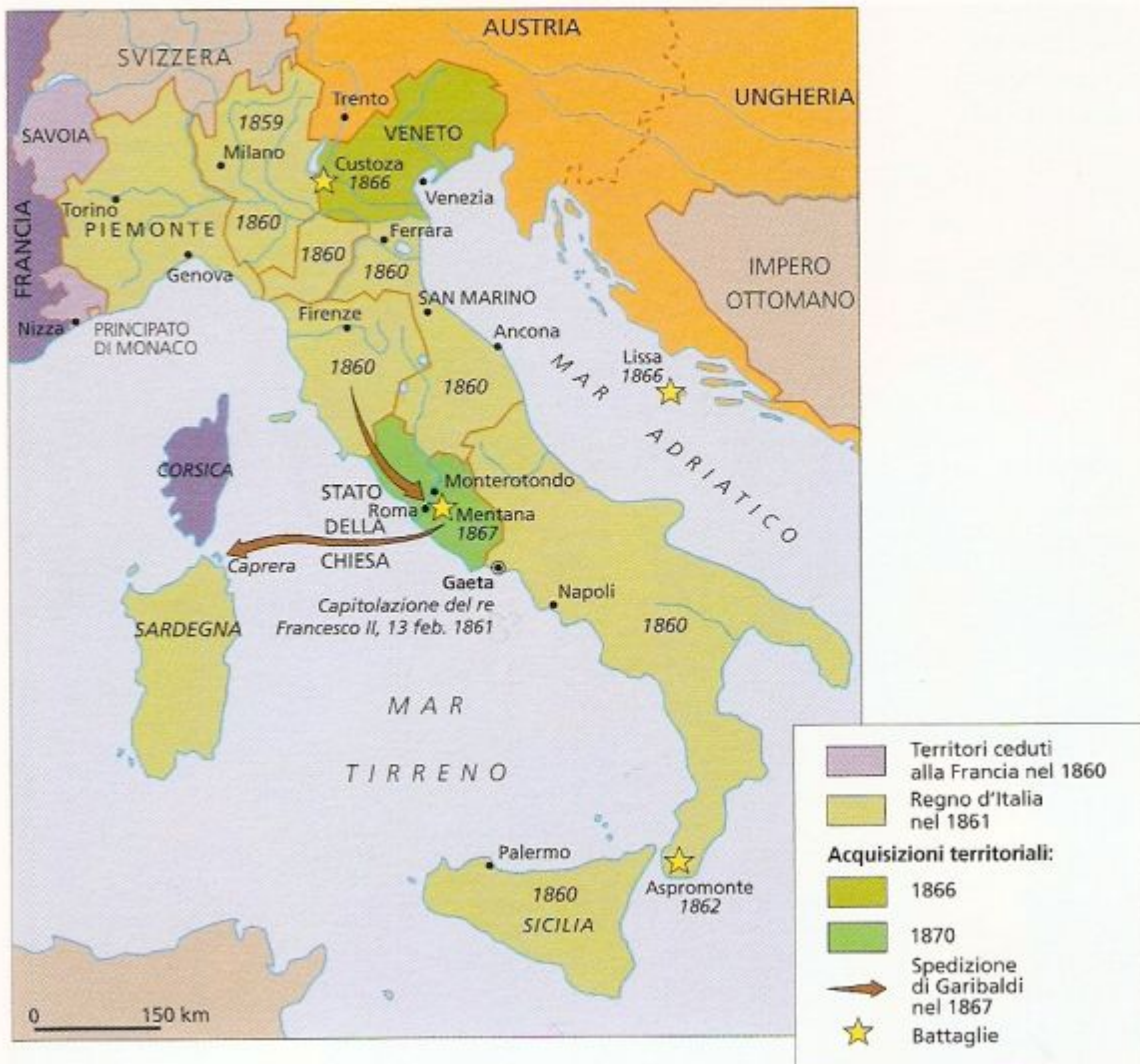 AUSTRIA
SVIZZERA
UNGHERIA
Trento
1859
SAVOIA
VENETO
Milano
Custoza
1866
Venezia
Torino
PIEMONTE
1860
Ferrara
1860
1860
FRANCIA
Genova
IMPERO
OTTOMANO
SAN MARINO
Firenze
Nizza
PRINCIPATO
DI MONACO
Ancona
Lissa
1866
1860
1860
MAR ADRIATICO
CORSICA
Monterotondo
STATO
DELLA
CHIESA
Roma
Mentana
1867
Caprera
Gaeta
Capitolazione del re
Francesco II, 13 feb. 1861
Napoli
SARDEGNA
1860
MAR
TIRRENO
Palermo
1860
SICILIA
Aspromonte
1862
0 150 km
Territori ceduti
alla Francia nel 1860
Regno d'Italia
nel 1861
Acquisizioni territoriali:
1866
1870
Spedizione
di Garibaldi
nel 1867
Battaglie